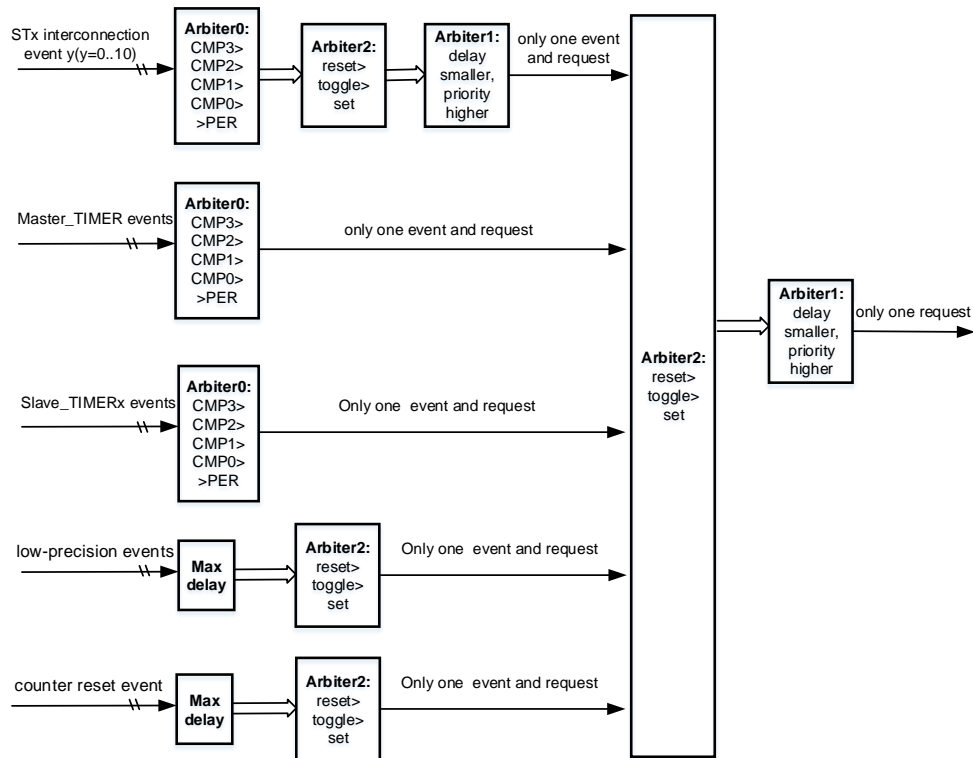 STx interconnection
event y(y=0..10)
Arbiter0:
CMP3>
CMP2>
CMP1>
CMP0>
>PER
Arbiter2:
reset>
toggle>
set
Arbiter1:
delay
smaller,
priority
higher
only one event
and request
Master_TIMER events
Arbiter0:
CMP3>
CMP2>
CMP1>
CMP0>
>PER
only one event and request
Slave_TIMERx events
Arbiter0:
CMP3>
CMP2>
CMP1>
CMP0>
>PER
Only one event and request
low-precision events
Max
delay
Arbiter2:
reset>
toggle>
set
Only one event and request
counter reset event
Max
delay
Arbiter2:
reset>
toggle>
set
Only one event and request
Arbiter2:
reset>
toggle>
set
Arbiter1:
delay
smaller,
priority
higher
only one request